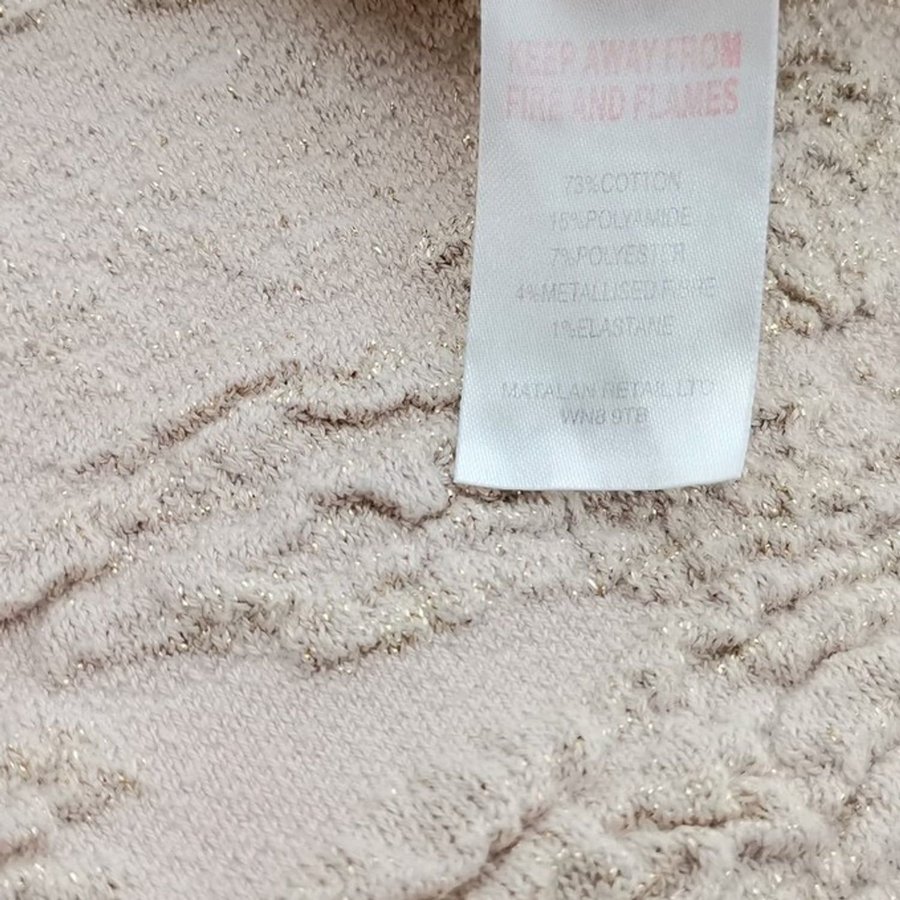 KEEP AWAY FROM
FIRE AND FLAMES
73%COTTON
15%POLYAMIDE
7%POLYESTER
4%METALLISED FIBRE
1%ELASTANE
MATALAN RETAIL LTD
WN8 9TB